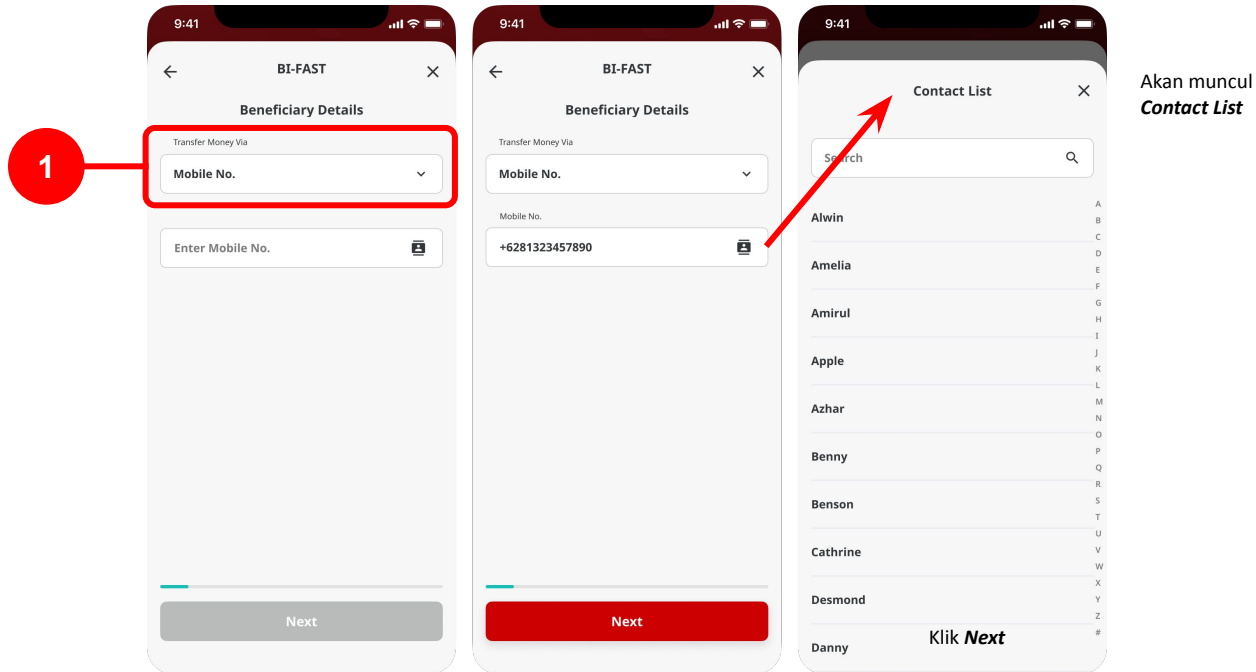 1
9:41
BI-FAST
Beneficiary Details
Transfer Money Via
Mobile No.
Enter Mobile No.
Next
9:41
BI-FAST
Beneficiary Details
Transfer Money Via
Mobile No.
Mobile No.
+6281323457890
Next
9:41
Contact List
Search
Alwin
Amelia
Amirul
Apple
Azhar
Benny
Benson
Cathrine
Desmond
Danny
A
B
C
D
E
F
G
H
I
J
K
L
M
N
O
P
Q
R
S
T
U
V
W
X
Y
Z
#
Klik Next
Akan muncul
Contact List